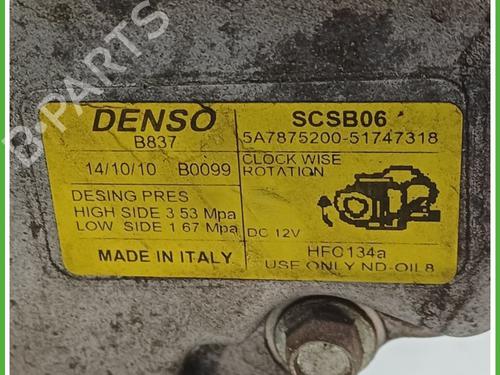 DENSO
B837
14/10/10 B0099
DESING PRES
HIGH SIDE 3 53 Mpa
LOW SIDE 1 67 Mpa
MADE IN ITALY
SCSB06
5A7875200-51747318
CLOCK WISE
ROTATION
DC 12V
HFC134a
USE ONLY ND-OIL8